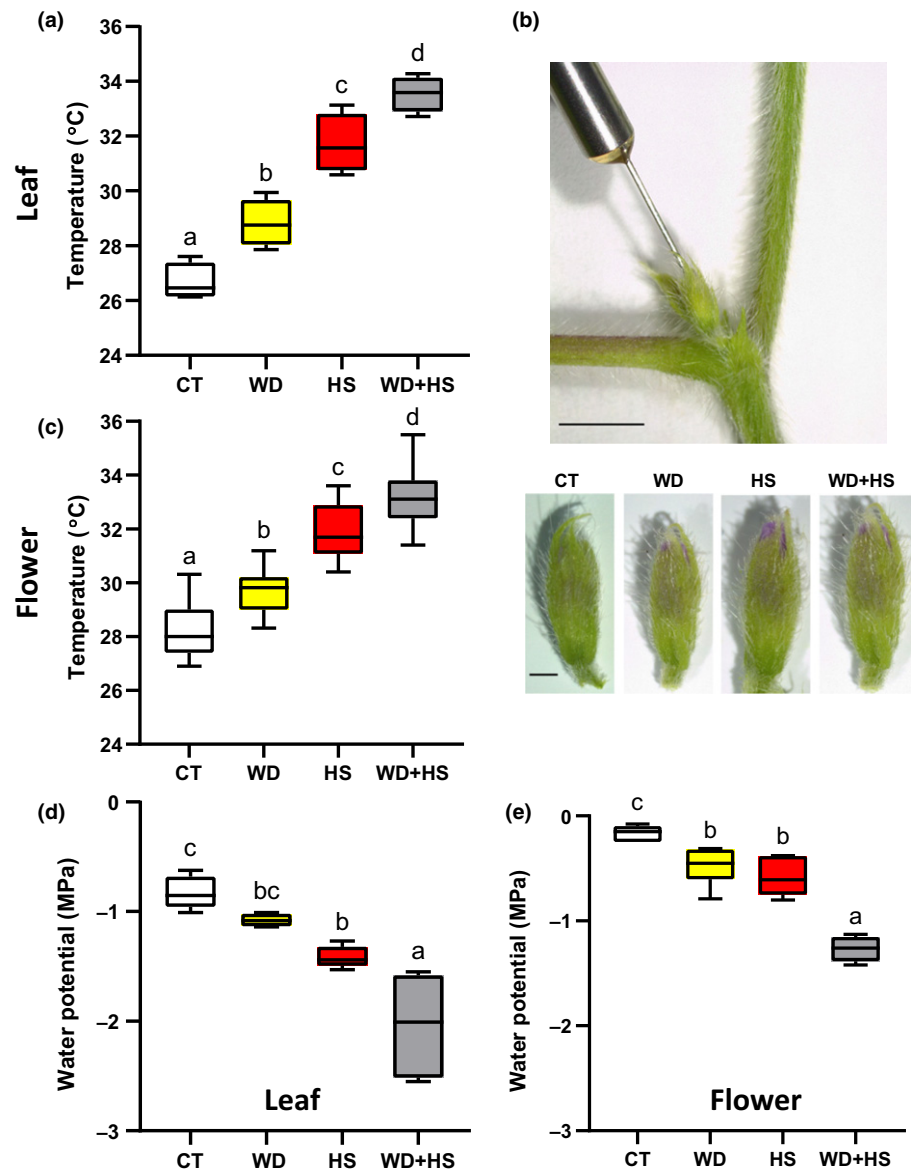 (a)
Leaf
Temperature (°C)
36
34
32
30
28
26
24
a
b
c
d
CT WD HS WD+HS
(b)
CT WD HS WD+HS
(c)
Flower
Temperature (°C)
36
34
32
30
28
26
24
a
b
c
d
CT WD HS WD+HS
(d)
Water potential (MPa)
0
–1
–2
–3
c
bc
b
a
Leaf
CT WD HS WD+HS
(e)
Water potential (MPa)
0
–1
–2
–3
c
b
b
a
Flower
CT WD HS WD+HS